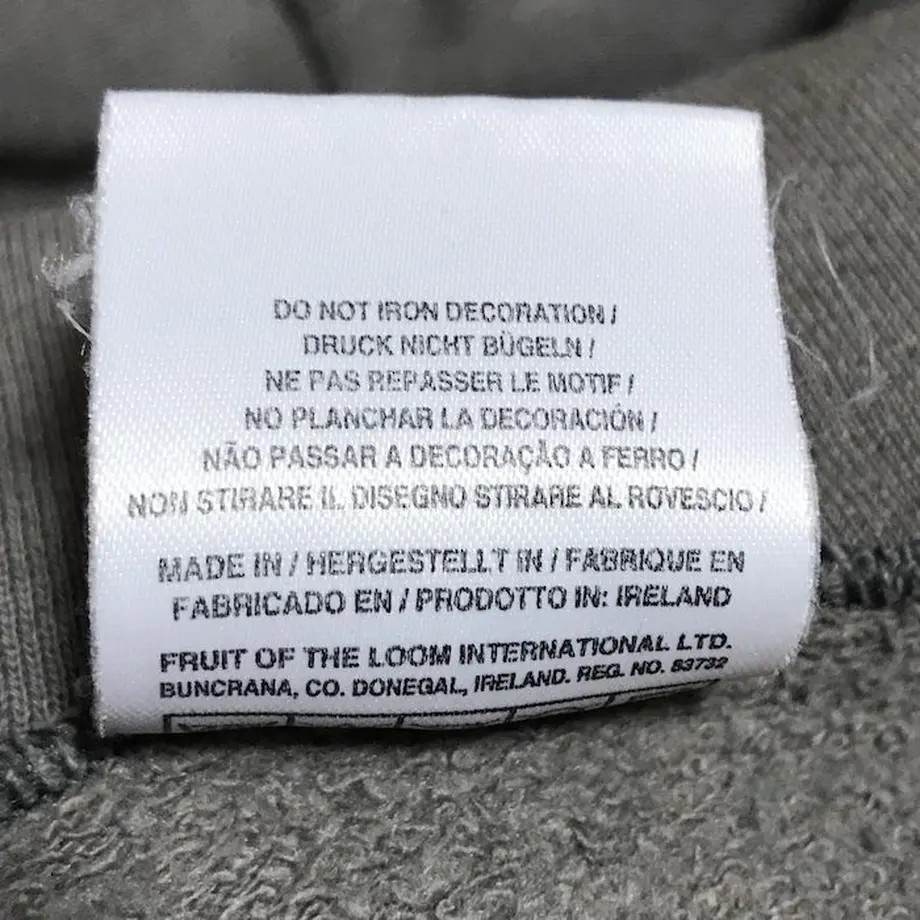 DO NOT IRON DECORATION /
DRUCK NICHT BÜGELN /
NE PAS REPASSER LE MOTIF /
NO PLANCHAR LA DECORACIÓN /
NÃO PASSAR A DECORAÇÃO A FERRO /
NON STIRARE IL DISEGNO STIRARE AL ROVESCIO /
MADE IN / HERGESTELLT IN / FABRIQUE EN
FABRICADO EN / PRODOTTO IN: IRELAND
FRUIT OF THE LOOM INTERNATIONAL LTD.
BUNCRANA, CO. DONEGAL, IRELAND. REG. NO. 63732